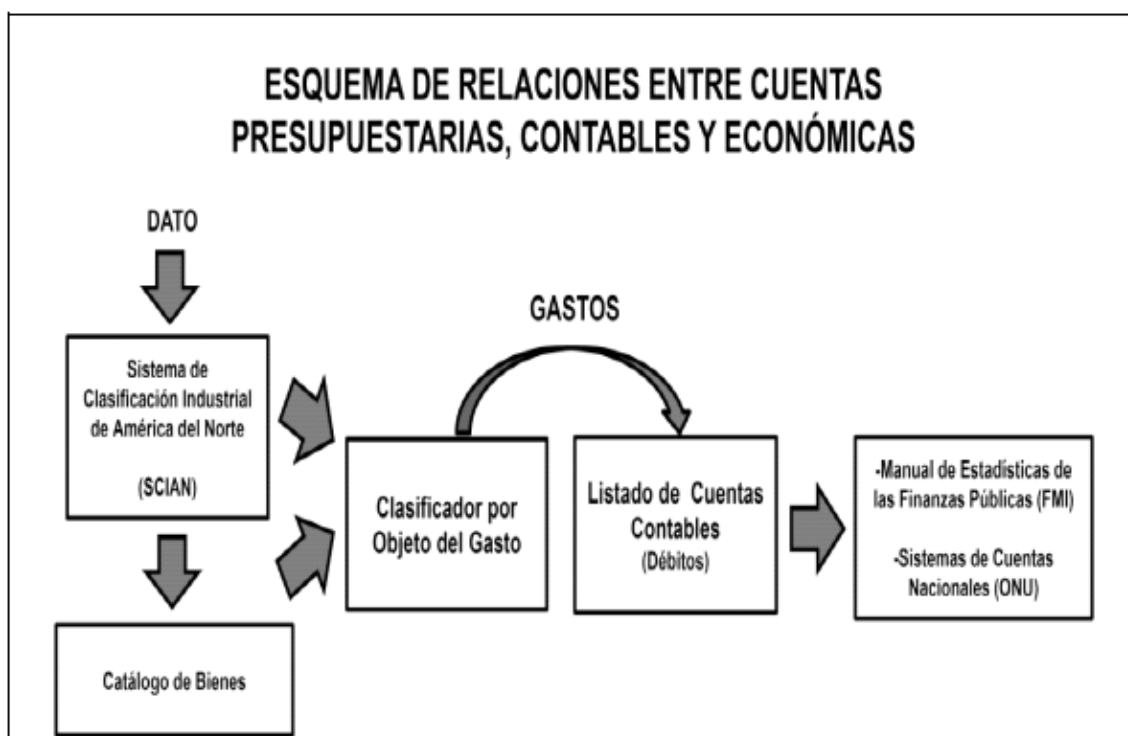 ESQUEMA DE RELACIONES ENTRE CUENTAS
PRESUPUESTARIAS, CONTABLES Y ECONÓMICAS
DATO
GASTOS
Sistema de
Clasificación Industrial
de América del Norte
(SCIAN)
Clasificador por
Objeto del Gasto
Listado de Cuentas
Contables
(Débitos)
-Manual de Estadísticas de
las Finanzas Públicas (FMI)
-Sistemas de Cuentas
Nacionales (ONU)
Catálogo de Bienes